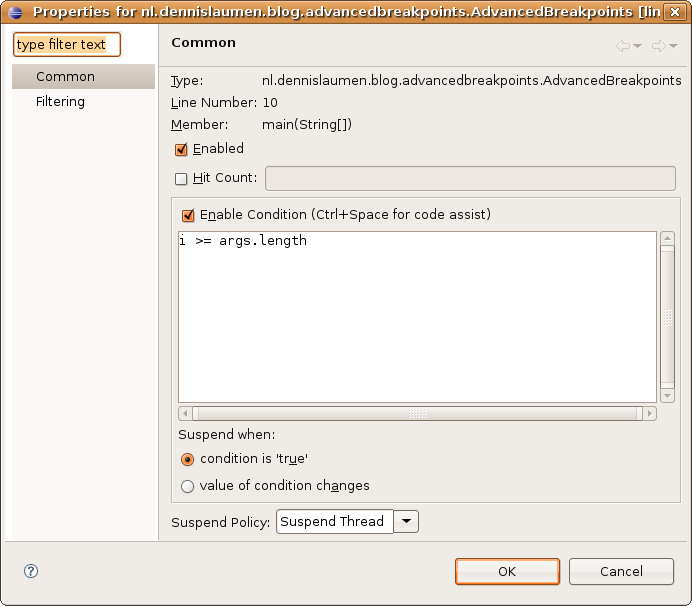 Properties for nl.dennislaumen.blog.advancedbreakpoints.AdvancedBreakpoints [lin
type filter text
Common
Filtering
Common
Type: nl.dennislaumen.blog.advancedbreakpoints.AdvancedBreakpoints
Line Number: 10
Member: main(String[])
Enabled
Hit Count:
Enable Condition (Ctrl+Space for code assist)
i >= args.length
Suspend when:
condition is 'true'
value of condition changes
Suspend Policy: Suspend Thread
?
OK Cancel